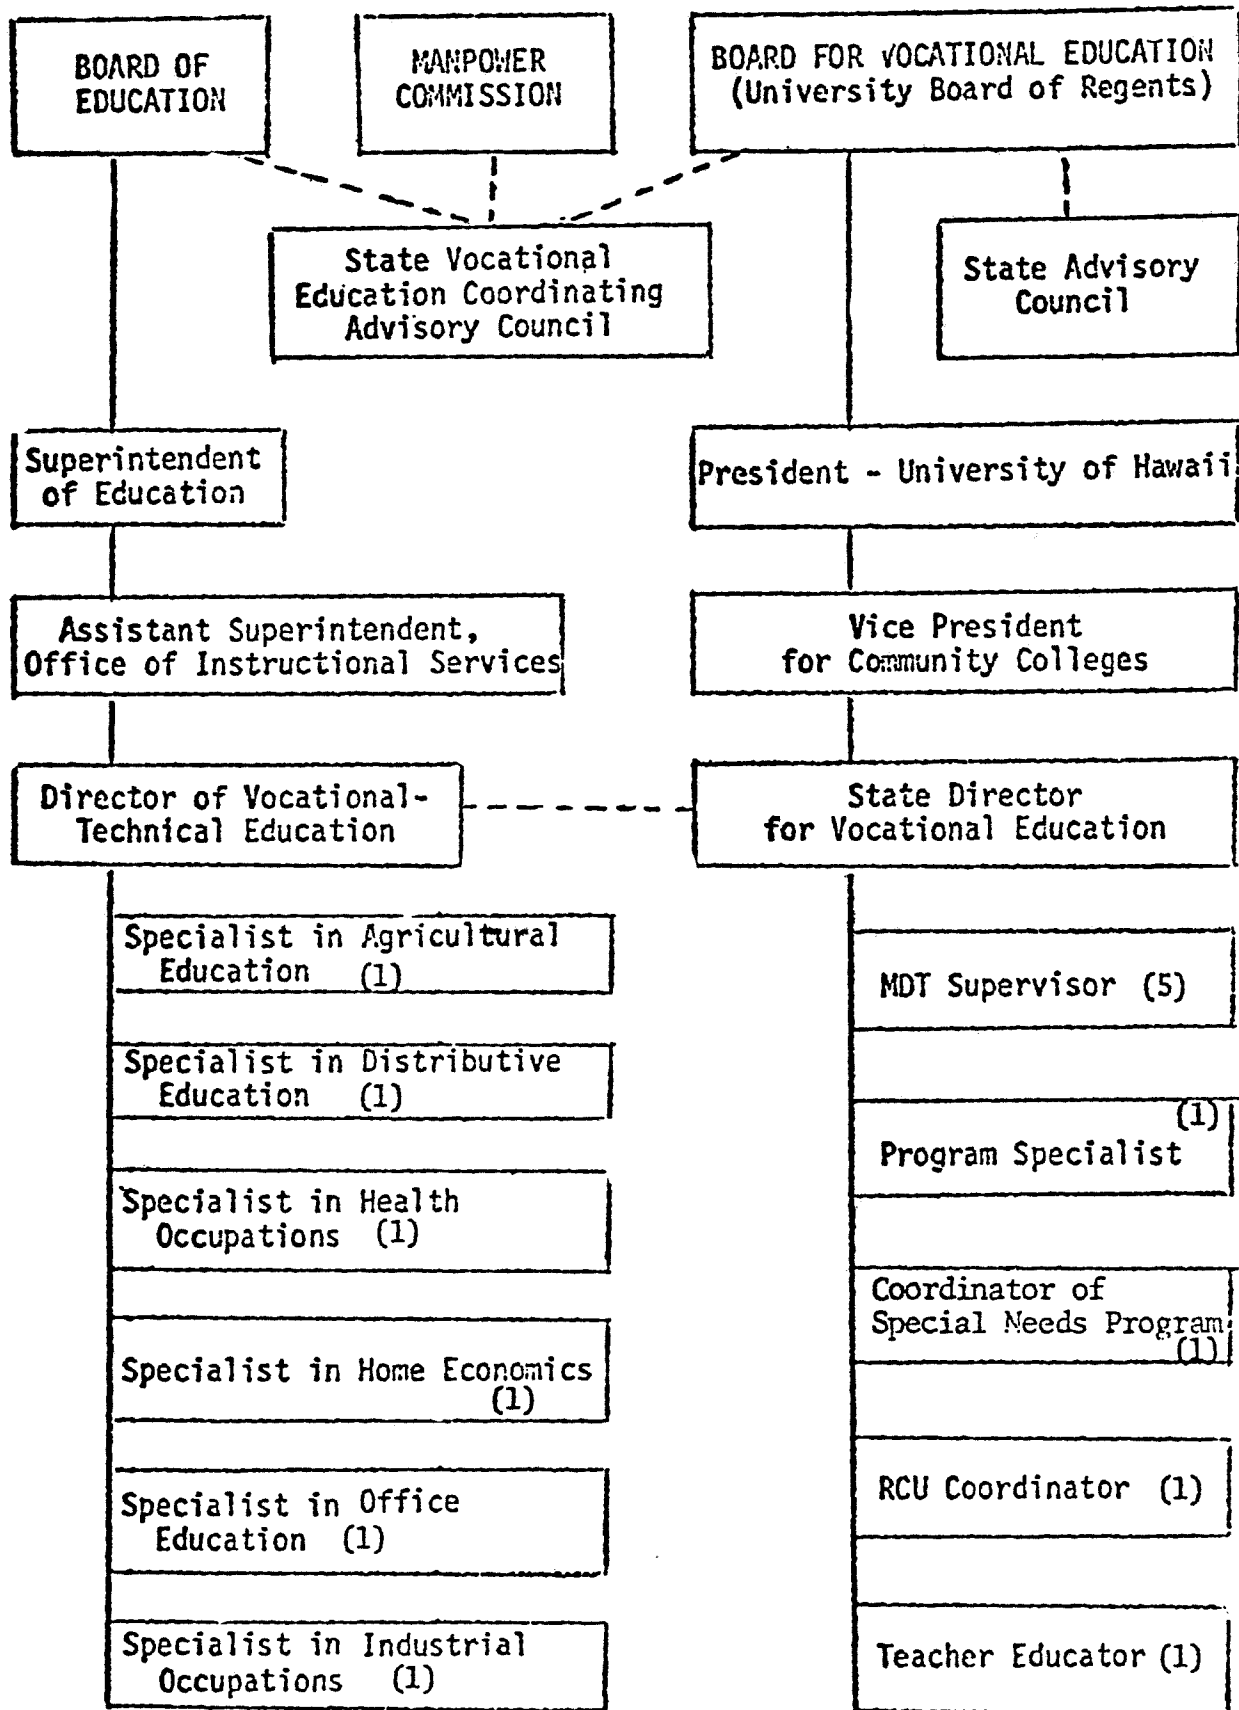 BOARD OF
EDUCATION
MANPOWER
COMMISSION
BOARD FOR VOCATIONAL EDUCATION
(University Board of Regents)
State Vocational
Education Coordinating
Advisory Council
State Advisory
Council
Superintendent
of Education
President - University of Hawaii
Assistant Superintendent,
Office of Instructional Services
Vice President
for Community Colleges
Director of Vocational-
Technical Education
State Director
for Vocational Education
Specialist in Agricultural
Education (1)
Specialist in Distributive
Education (1)
Specialist in Health
Occupations (1)
Specialist in Home Economics
(1)
Specialist in Office
Education (1)
Specialist in Industrial
Occupations (1)
MDT Supervisor (5)
(1)
Program Specialist
Coordinator of
Special Needs Program
(1)
RCU Coordinator (1)
Teacher Educator (1)